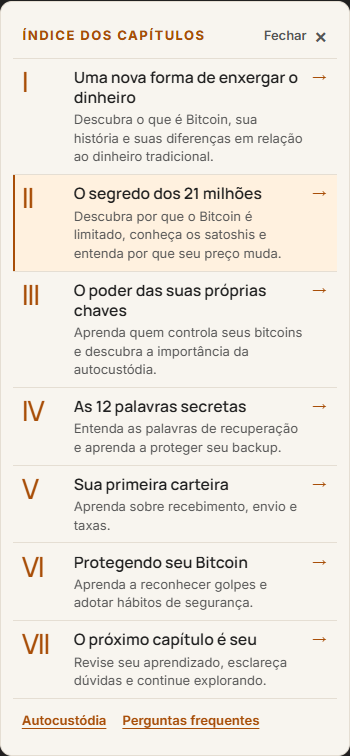 ÍNDICE DOS CAPÍTULOS
Fechar ×
I
Uma nova forma de enxergar o →
dinheiro
Descubra o que é Bitcoin, sua
história e suas diferenças em relação
ao dinheiro tradicional.
II
O segredo dos 21 milhões →
Descubra por que o Bitcoin é
limitado, conheça os satoshis e
entenda por que seu preço muda.
III
O poder das suas próprias →
chaves
Aprenda quem controla seus bitcoins
e descubra a importância da
autocustódia.
IV
As 12 palavras secretas →
Entenda as palavras de recuperação
e aprenda a proteger seu backup.
V
Sua primeira carteira →
Aprenda sobre recebimento, envio e
taxas.
VI
Protegendo seu Bitcoin →
Aprenda a reconhecer golpes e
adotar hábitos de segurança.
VII
O próximo capítulo é seu →
Revise seu aprendizado, esclareça
dúvidas e continue explorando.
Autocustódia Perguntas frequentes